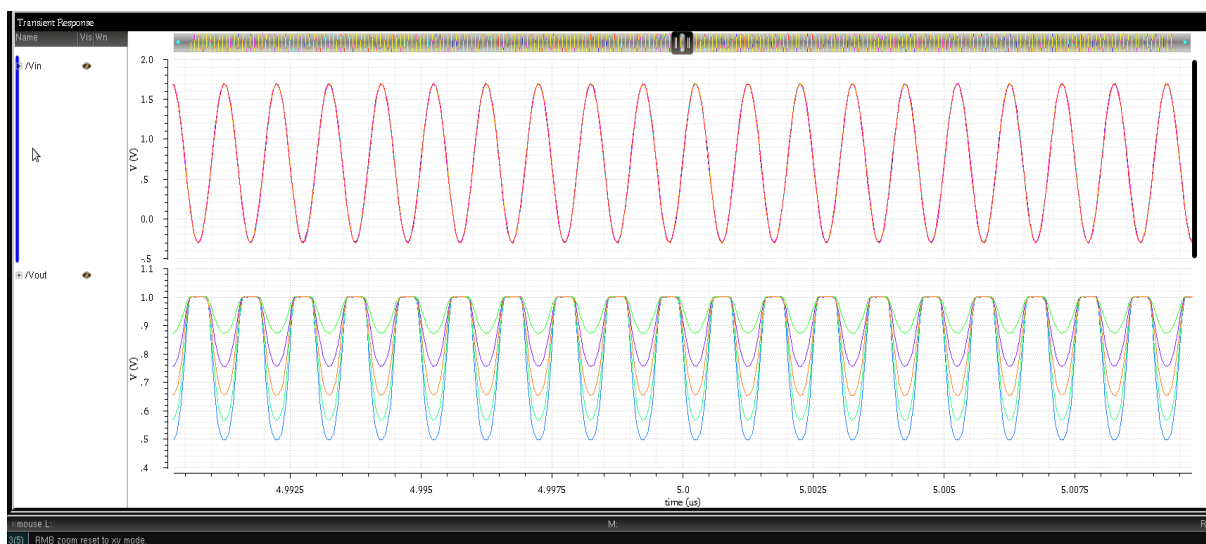 Transient Response
Name Vis Wn
/Vin
2.0
1.5
1.0
.5
0.0
-.5
V (V)
/Vout
1.1
1.0
.9
.8
.7
.6
.5
.4
V (V)
4.9925 4.995 4.9975 5.0 5.0025 5.005 5.0075
time (us)
mouse L: M: R
3(5) RMB zoom reset to xy mode.